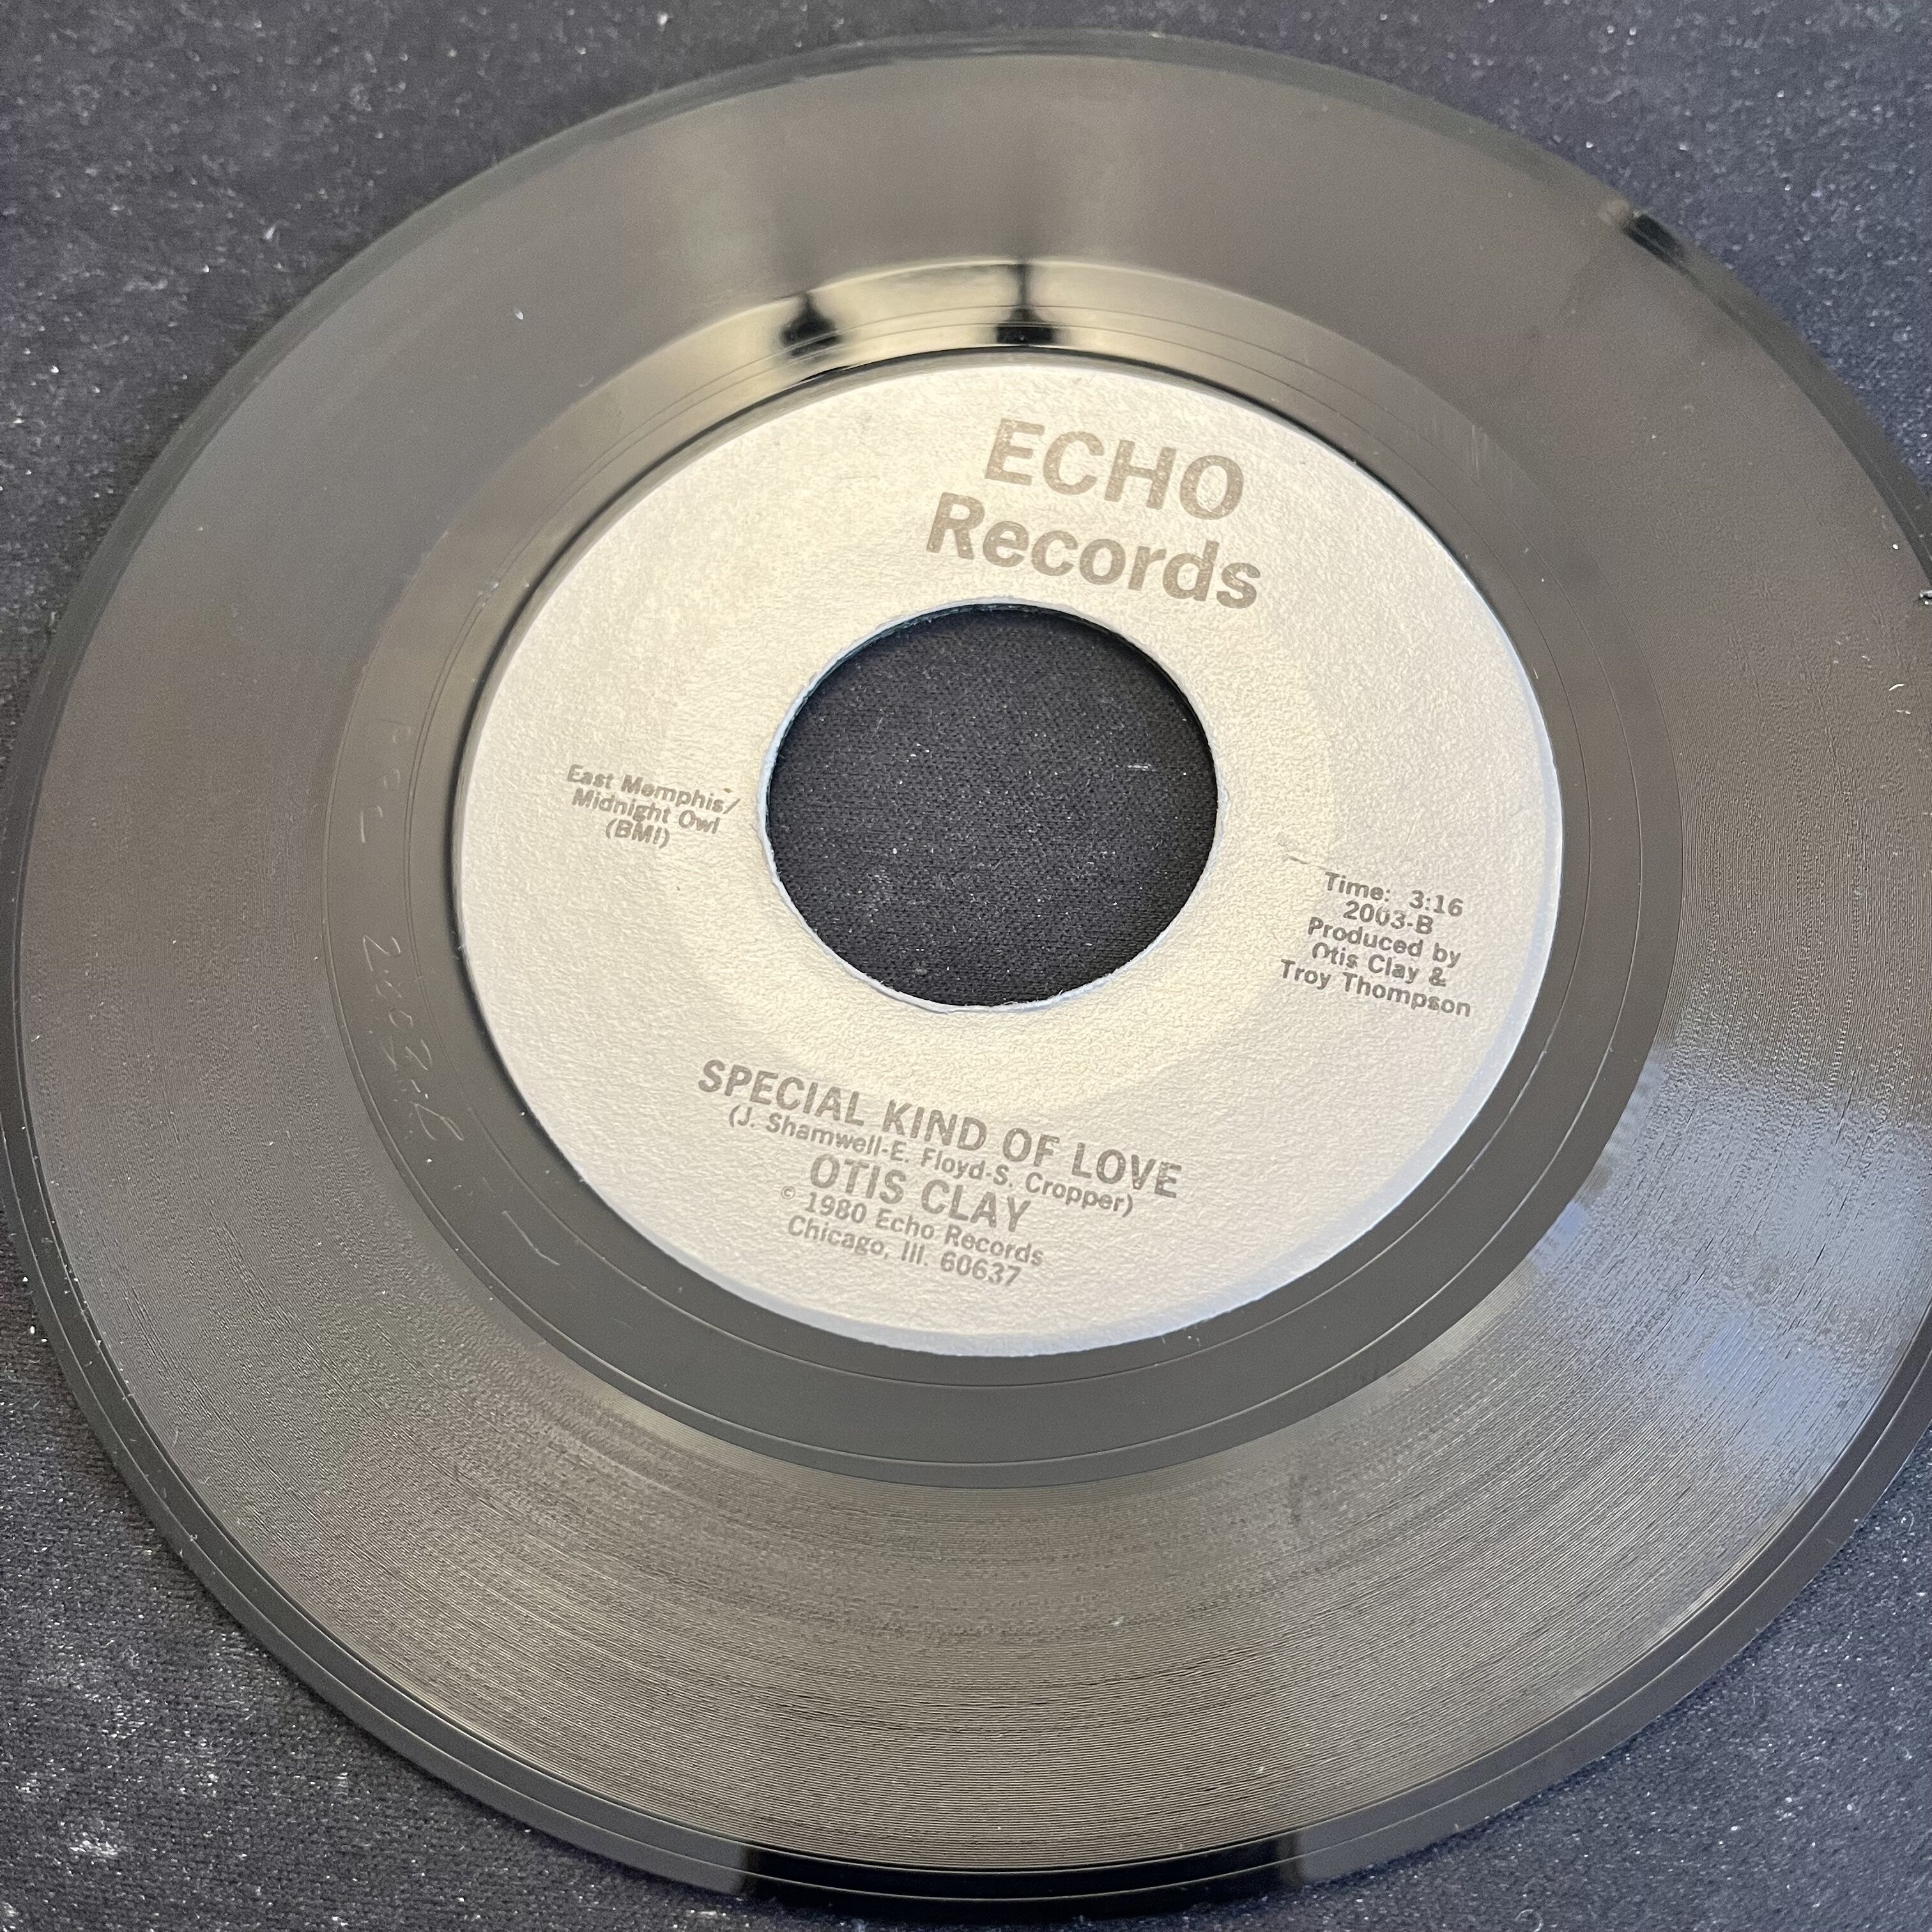 ECHO
Records
East Memphis/
Midnight Owl
(BMI)
Time: 3:16
2003-B
Produced by
Otis Clay &
Troy Thompson
SPECIAL KIND OF LOVE
(J. Shamwell-E. Floyd-S. Cropper)
OTIS CLAY
© 1980 Echo Records
Chicago, Ill. 60637